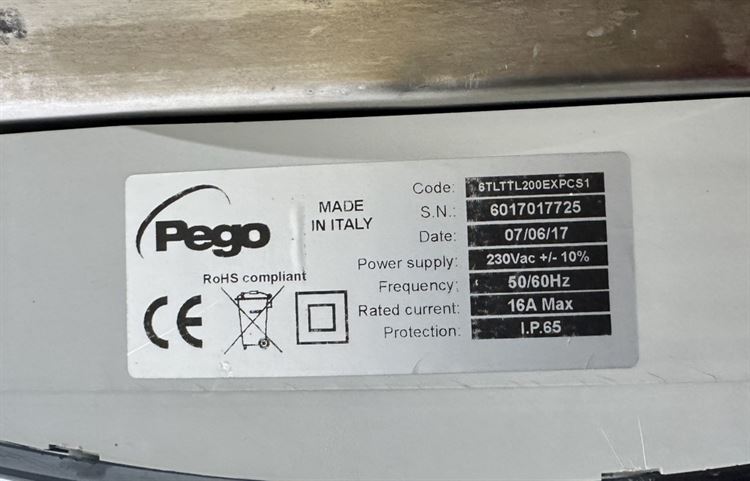 Pego
MADE
IN ITALY
RoHS compliant
CE
Code: 6TLTTL200EXPCS1
S.N.: 6017017725
Date: 07/06/17
Power supply: 230Vac +/- 10%
Frequency: 50/60Hz
Rated current: 16A Max
Protection: I.P.65